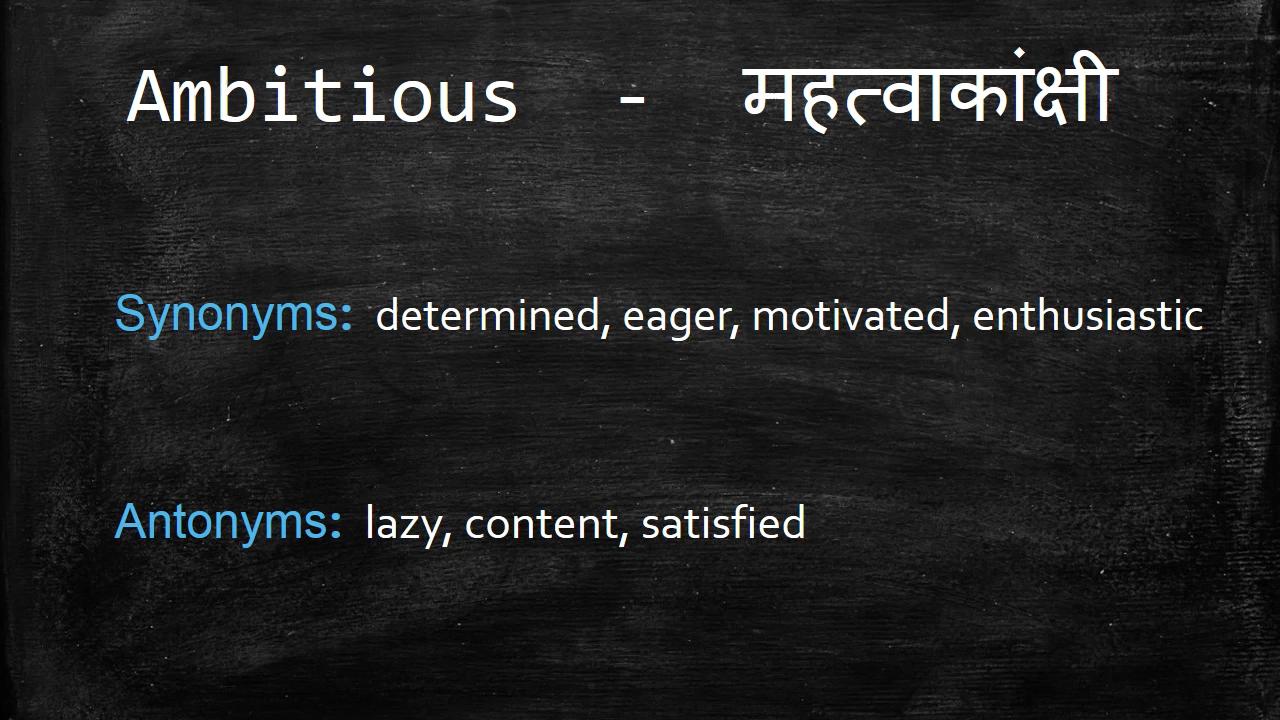 Ambitious - महत्वाकांक्षी
Synonyms: determined, eager, motivated, enthusiastic
Antonyms: lazy, content, satisfied